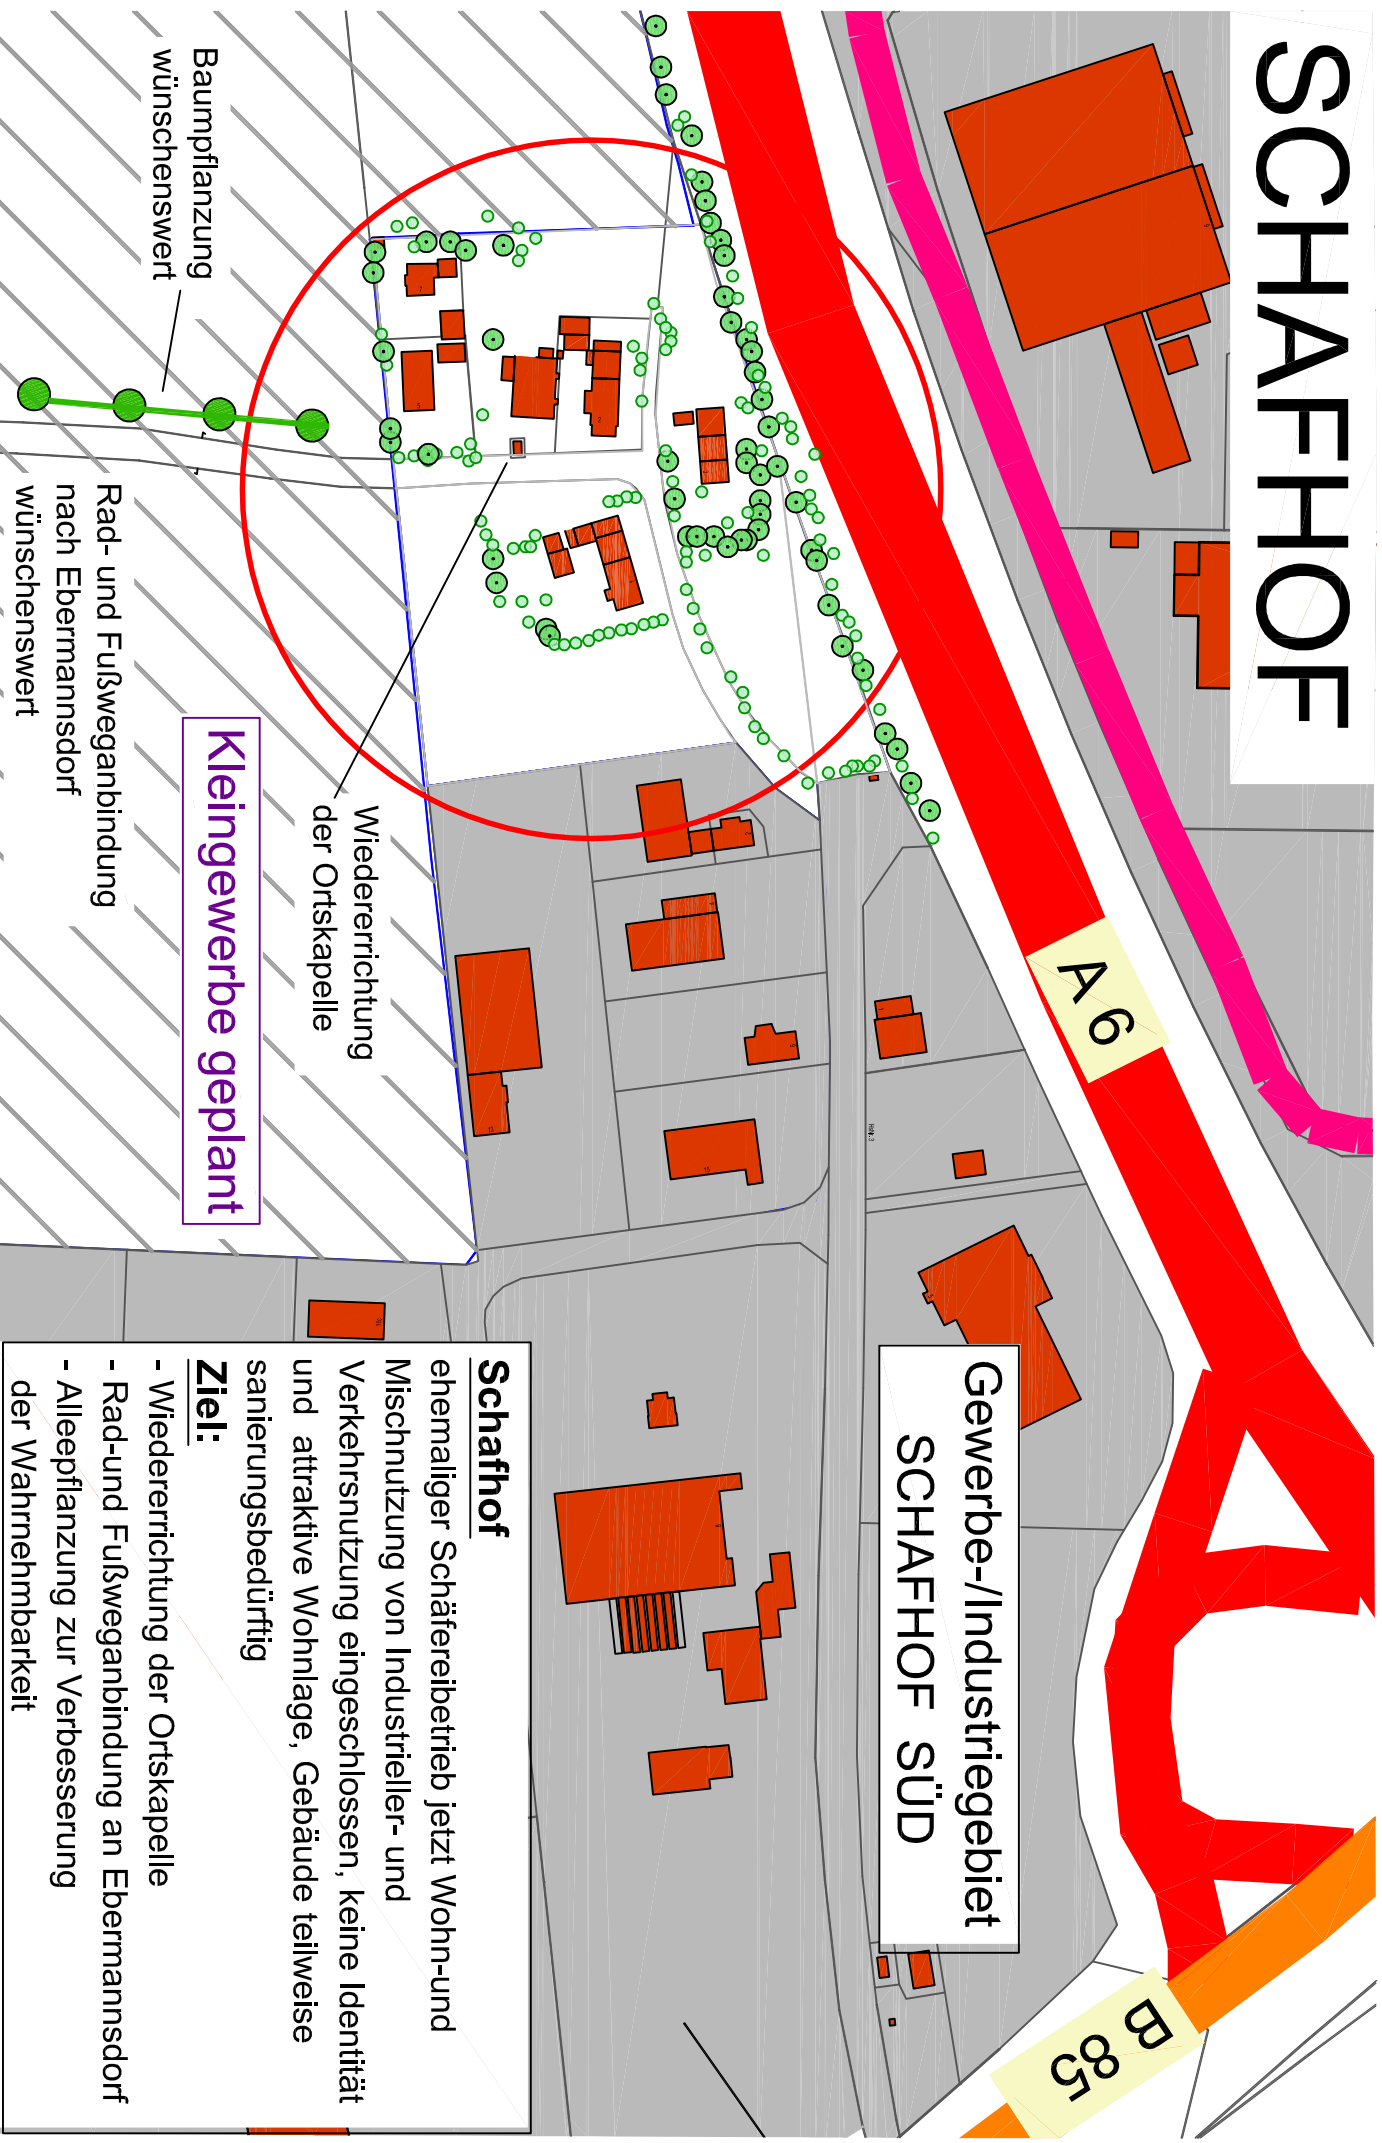 SCHAFHOF
A 6
B 85
Gewerbe-/Industriegebiet
SCHAFHOF SÜD
Baumpflanzung
wünschenswert
Wiedererrichtung
der Ortskapelle
Kleingewerbe geplant
Rad- und Fußweganbindung
nach Ebermannsdorf
wünschenswert
Schafhof
ehemaliger Schäfereibetrieb jetzt Wohn-und
Mischnutzung von Industrieller- und
Verkehrsnutzung eingeschlossen, keine Identität
und attraktive Wohnlage, Gebäude teilweise
sanierungsbedürftig
Ziel:
- Wiedererrichtung der Ortskapelle
- Rad-und Fußweganbindung an Ebermannsdorf
- Alleepflanzung zur Verbesserung
der Wahrnehmbarkeit